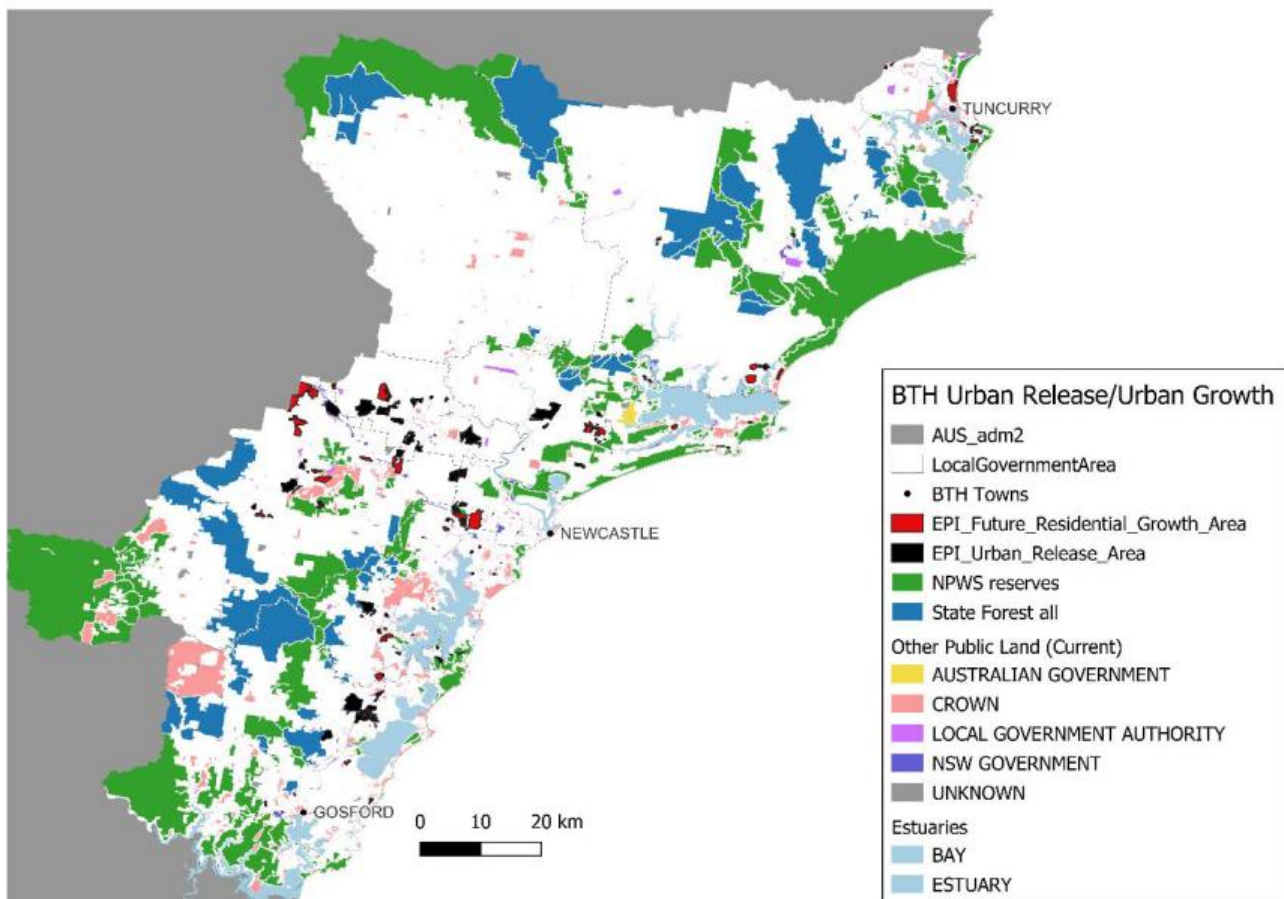 TUNCURRY
NEWCASTLE
GOSFORD
0 10 20 km
BTH Urban Release/Urban Growth
AUS_adm2
LocalGovernmentArea
BTH Towns
EPI_Future_Residential_Growth_Area
EPI_Urban_Release_Area
NPWS reserves
State Forest all
Other Public Land (Current)
AUSTRALIAN GOVERNMENT
CROWN
LOCAL GOVERNMENT AUTHORITY
NSW GOVERNMENT
UNKNOWN
Estuaries
BAY
ESTUARY